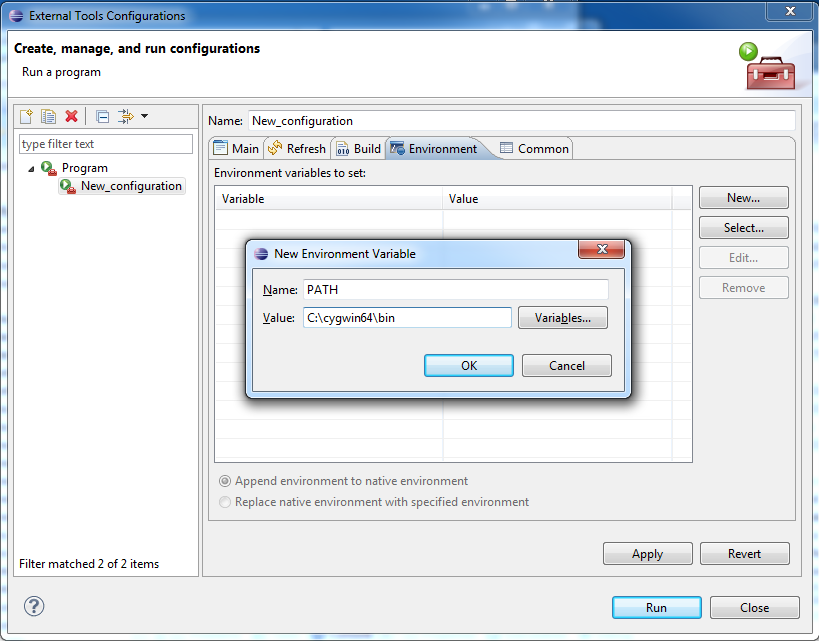 External Tools Configurations
Create, manage, and run configurations
Run a program
type filter text
Program
New_configuration
Filter matched 2 of 2 items
Name: New_configuration
Main Refresh Build Environment Common
Environment variables to set:
Variable Value
New...
Select...
Edit...
Remove
New Environment Variable
Name: PATH
Value: C:\cygwin64\bin Variables...
OK Cancel
Append environment to native environment
Replace native environment with specified environment
Apply Revert
Run Close